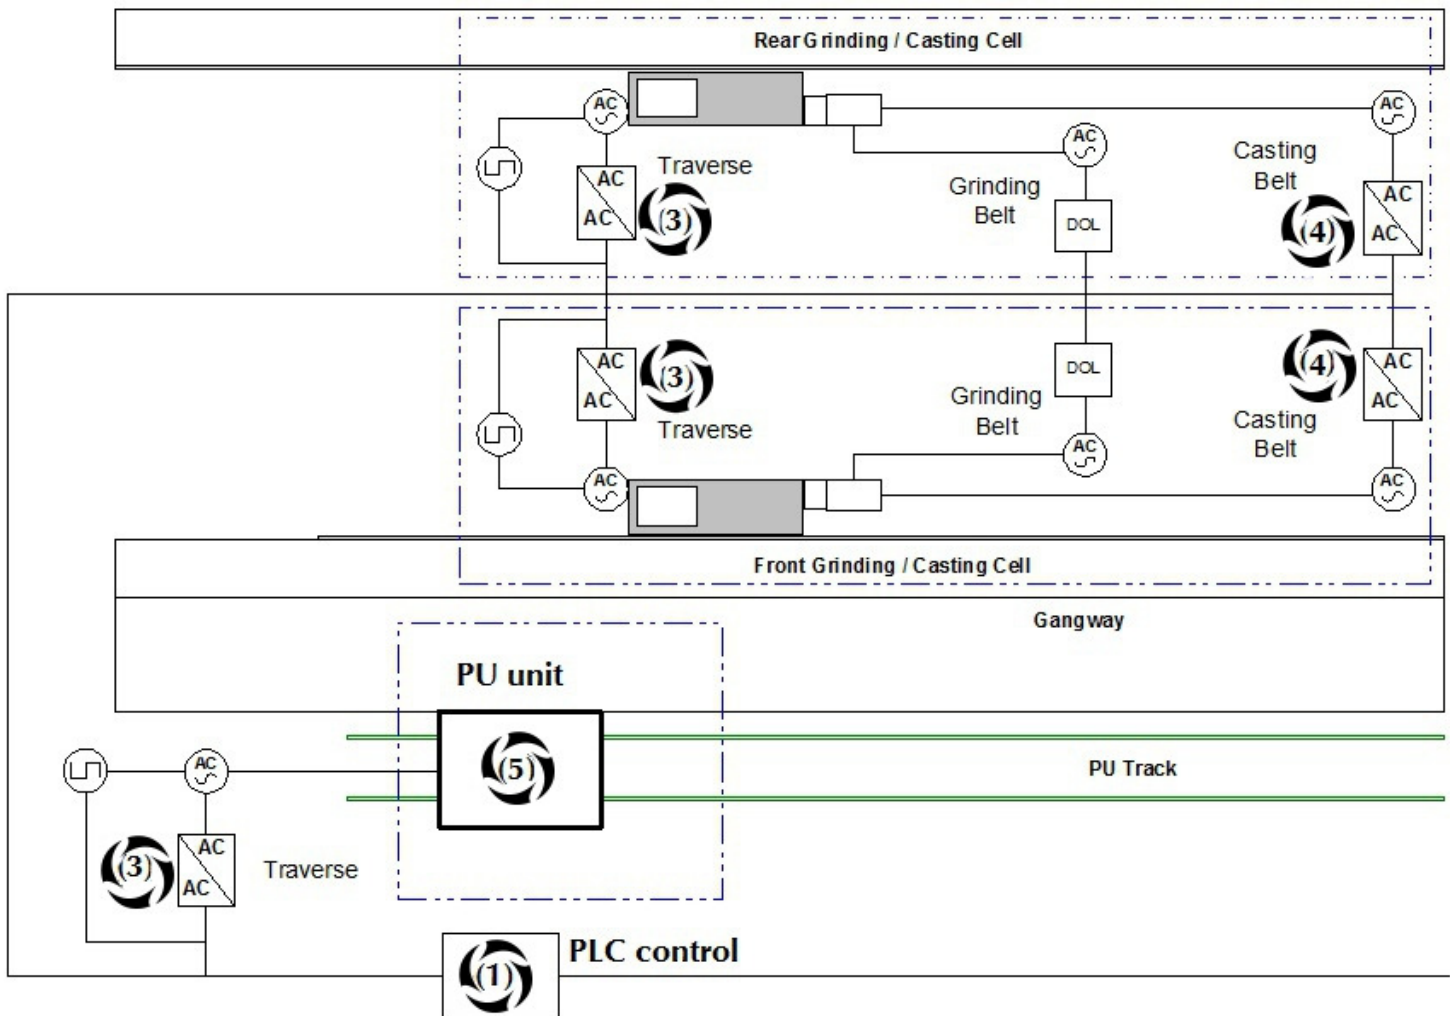 Rear Grinding / Casting Cell
AC
AC
AC
Traverse
AC
AC
(3)
Grinding
Belt
DOL
Casting
Belt
AC
AC
(4)
AC
AC
(3)
Traverse
DOL
Grinding
Belt
AC
AC
AC
(4)
Casting
Belt
AC
AC
Front Grinding / Casting Cell
Gangway
PU unit
(5)
AC
PU Track
AC
AC
(3)
Traverse
PLC control
(1)